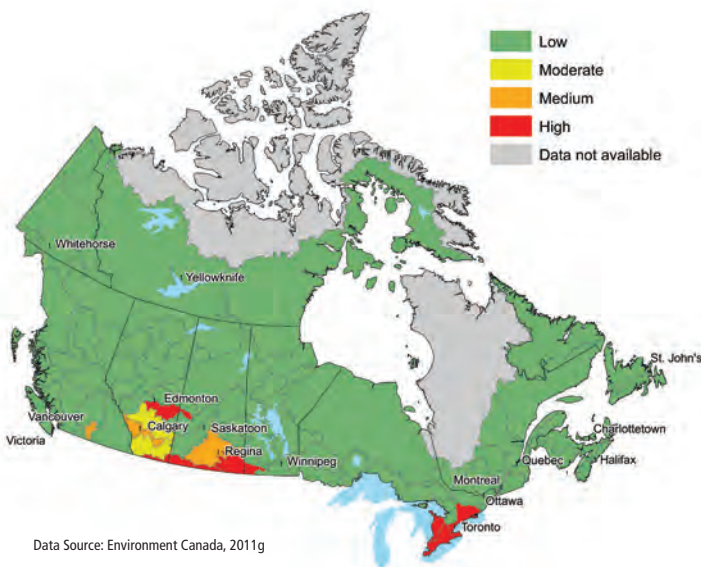 Low
Moderate
Medium
High
Data not available
Whitehorse
Yellowknife
St. John's
Edmonton
Vancouver
Calgary
Saskatoon
Charlottetown
Victoria
Regina
Winnipeg
Quebec
Halifax
Montreal
Ottawa
Toronto
Data Source: Environment Canada, 2011g